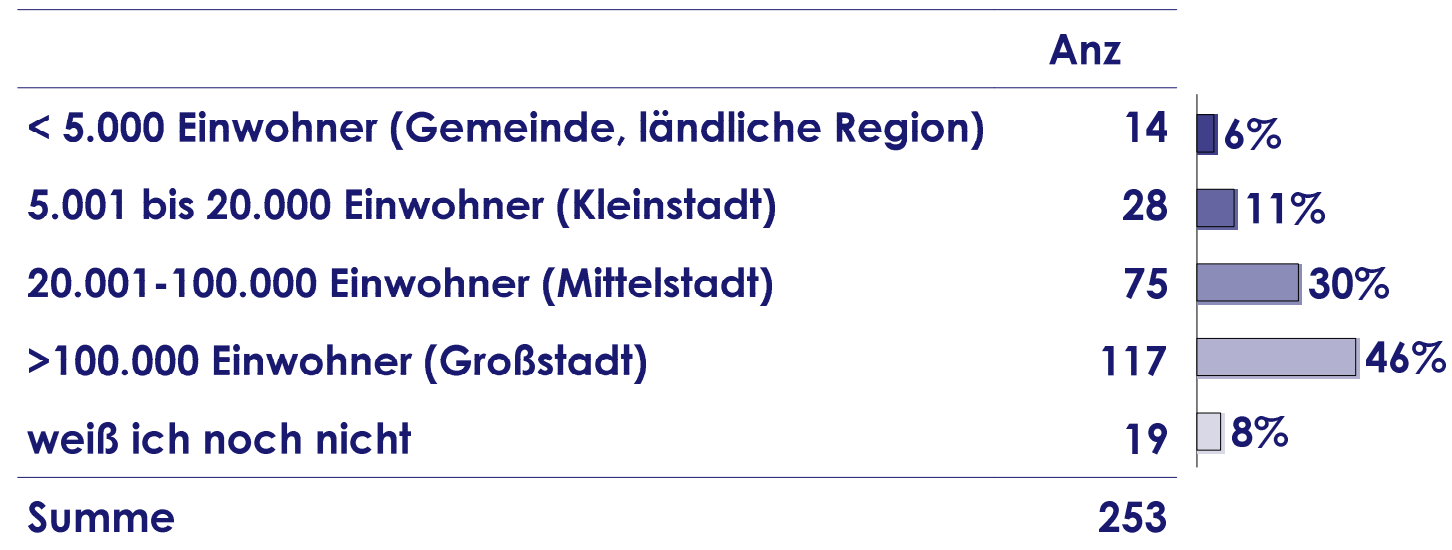 Anz
< 5.000 Einwohner (Gemeinde, ländliche Region) 14 6%
5.001 bis 20.000 Einwohner (Kleinstadt) 28 11%
20.001-100.000 Einwohner (Mittelstadt) 75 30%
>100.000 Einwohner (Großstadt) 117 46%
weiß ich noch nicht 19 8%
Summe 253